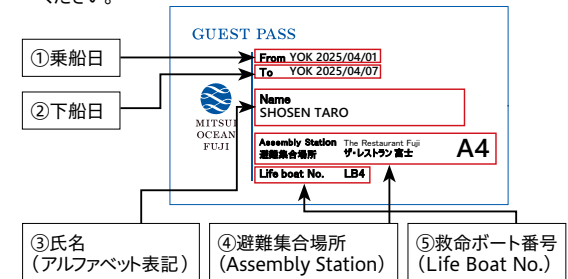 ください。
GUEST PASS
①乗船日
From YOK 2025/04/01
To YOK 2025/04/07
②下船日
Name
SHOSEN TARO
MITSUI
OCEAN
FUJI
Assembly Station The Restaurant Fuji
避難集合場所 ザ・レストラン 富士 A4
Life boat No. LB4
③氏名
(アルファベット表記)
④避難集合場所
(Assembly Station)
⑤救命ボート番号
(Life Boat No.)